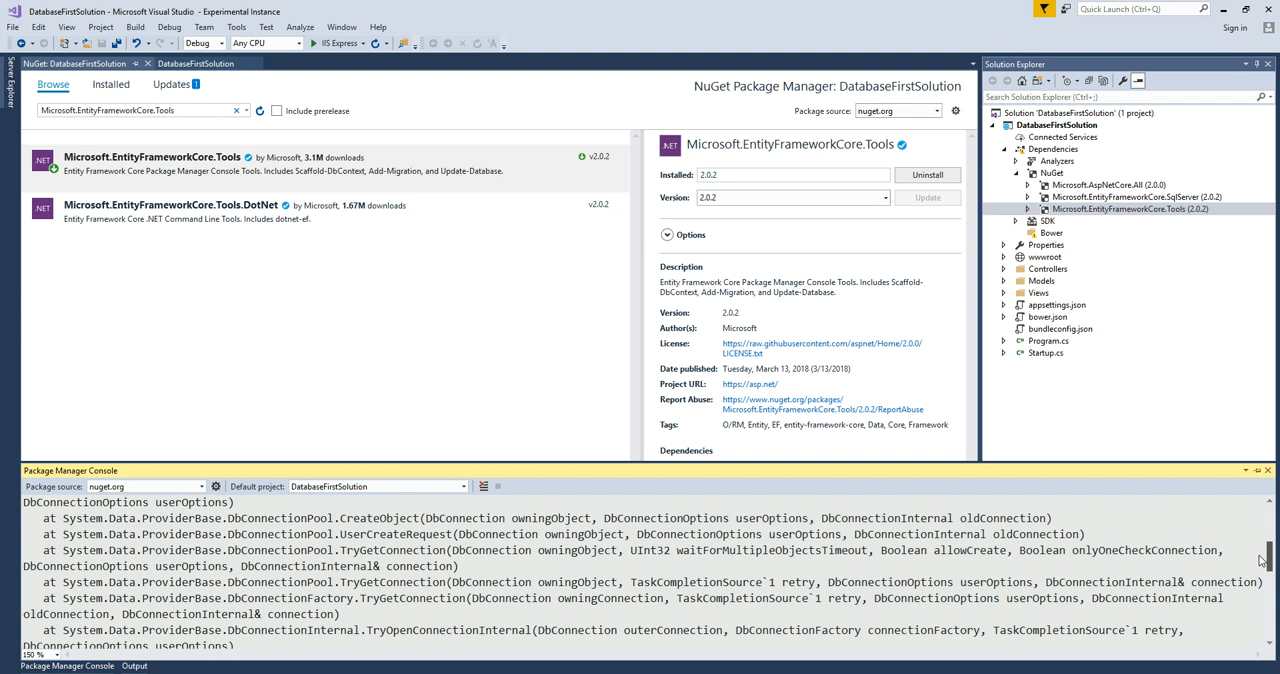 DatabaseFirstSolution - Microsoft Visual Studio - Experimental Instance
Quick Launch (Ctrl+Q)
File Edit View Project Build Debug Team Tools Test Analyze Window Help
Sign in
Debug Any CPU IIS Express
Server Explorer
NuGet: DatabaseFirstSolution DatabaseFirstSolution
Browse Installed Updates 1
NuGet Package Manager: DatabaseFirstSolution
Microsoft.EntityFrameworkCore.Tools Include prerelease
Package source: nuget.org
.NET Microsoft.EntityFrameworkCore.Tools by Microsoft, 3.1M downloads v2.0.2
Entity Framework Core Package Manager Console Tools. Includes Scaffold-DbContext, Add-Migration, and Update-Database.
.NET Microsoft.EntityFrameworkCore.Tools.DotNet by Microsoft, 1.67M downloads v2.0.2
Entity Framework Core .NET Command Line Tools. Includes dotnet-ef.
.NET Microsoft.EntityFrameworkCore.Tools
Installed: 2.0.2 Uninstall
Version: 2.0.2 Update
Options
Description
Entity Framework Core Package Manager Console Tools. Includes Scaffold-
DbContext, Add-Migration, and Update-Database.
Version: 2.0.2
Author(s): Microsoft
License: https://raw.githubusercontent.com/aspnet/Home/2.0.0/
LICENSE.txt
Date published: Tuesday, March 13, 2018 (3/13/2018)
Project URL: https://asp.net/
Report Abuse: https://www.nuget.org/packages/
Microsoft.EntityFrameworkCore.Tools/2.0.2/ReportAbuse
Tags: O/RM, Entity, EF, entity-framework-core, Data, Core, Framework
Dependencies
Solution Explorer
Search Solution Explorer (Ctrl+;)
Solution 'DatabaseFirstSolution' (1 project)
DatabaseFirstSolution
Connected Services
Dependencies
Analyzers
NuGet
Microsoft.AspNetCore.All (2.0.0)
Microsoft.EntityFrameworkCore.SqlServer (2.0.2)
Microsoft.EntityFrameworkCore.Tools (2.0.2)
SDK
Bower
Properties
wwwroot
Controllers
Models
Views
appsettings.json
bower.json
bundleconfig.json
C# Program.cs
C# Startup.cs
Package Manager Console
Package source: nuget.org Default project: DatabaseFirstSolution
DbConnectionOptions userOptions)
at System.Data.ProviderBase.DbConnectionPool.CreateObject(DbConnection owningObject, DbConnectionOptions userOptions, DbConnectionInternal oldConnection)
at System.Data.ProviderBase.DbConnectionPool.UserCreateRequest(DbConnection owningObject, DbConnectionOptions userOptions, DbConnectionInternal oldConnection)
at System.Data.ProviderBase.DbConnectionPool.TryGetConnection(DbConnection owningObject, UInt32 waitForMultipleObjectsTimeout, Boolean allowCreate, Boolean onlyOneCheckConnection,
DbConnectionOptions userOptions, DbConnectionInternal& connection)
at System.Data.ProviderBase.DbConnectionPool.TryGetConnection(DbConnection owningObject, TaskCompletionSource`1 retry, DbConnectionOptions userOptions, DbConnectionInternal& connection)
at System.Data.ProviderBase.DbConnectionFactory.TryGetConnection(DbConnection owningConnection, TaskCompletionSource`1 retry, DbConnectionOptions userOptions, DbConnectionInternal
oldConnection, DbConnectionInternal& connection)
at System.Data.ProviderBase.DbConnectionInternal.TryOpenConnectionInternal(DbConnection outerConnection, DbConnectionFactory connectionFactory, TaskCompletionSource`1 retry,
DbConnectionOptions userOptions)
150 %
Package Manager Console Output